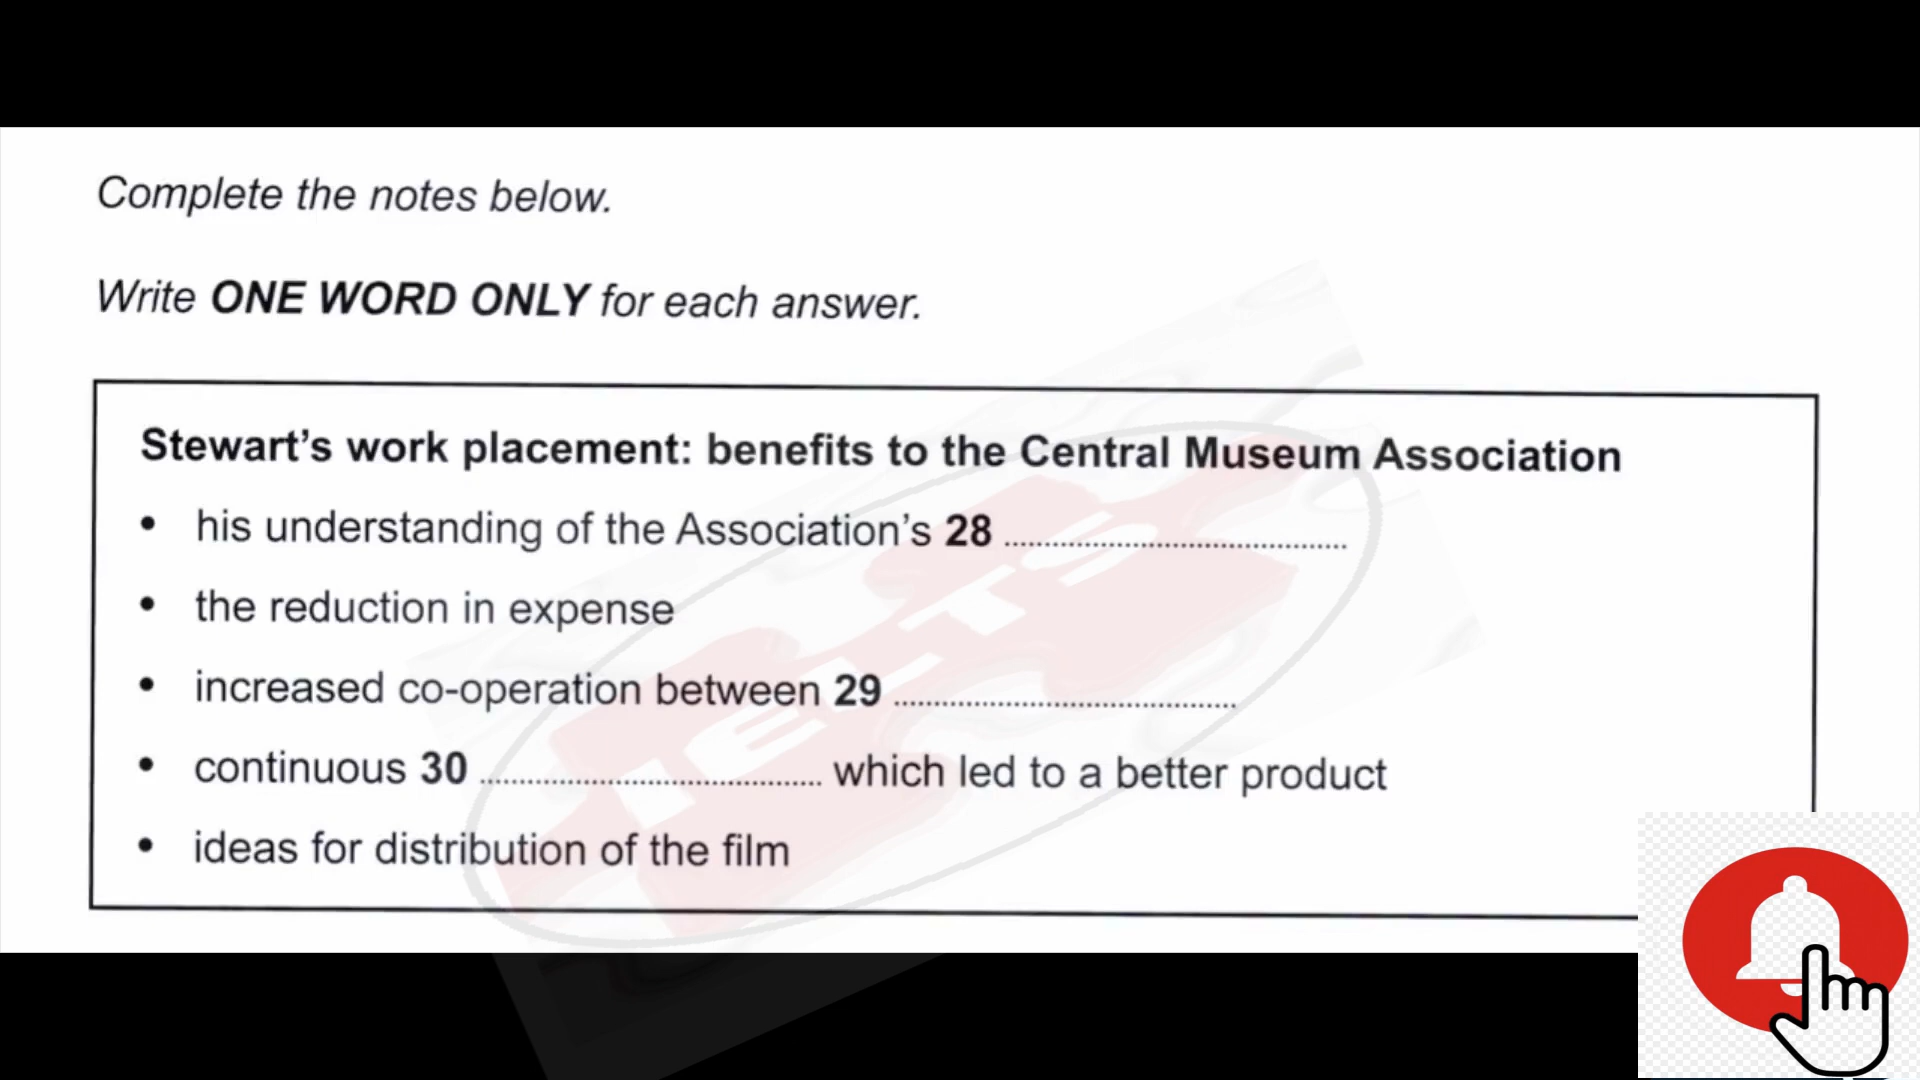 Complete the notes below.
Write ONE WORD ONLY for each answer.
Stewart's work placement: benefits to the Central Museum Association
• his understanding of the Association's 28 ........................................
• the reduction in expense
• increased co-operation between 29 ........................................
• continuous 30 ........................................ which led to a better product
• ideas for distribution of the film
IELTS